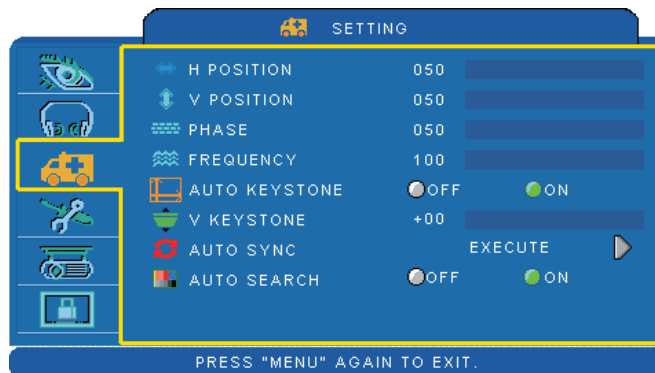 SETTING
H POSITION 050
V POSITION 050
PHASE 050
FREQUENCY 100
AUTO KEYSTONE OFF ON
V KEYSTONE +00
AUTO SYNC EXECUTE
AUTO SEARCH OFF ON
PRESS "MENU" AGAIN TO EXIT.